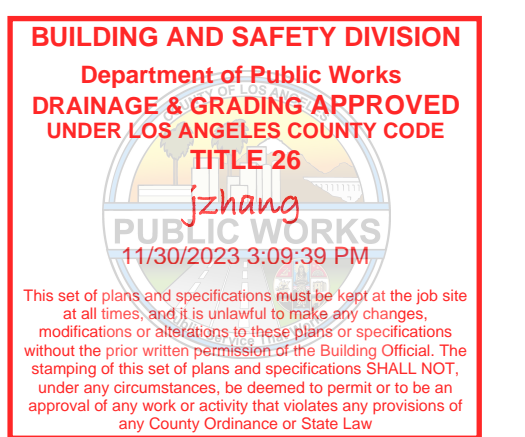 BUILDING AND SAFETY DIVISION
Department of Public Works
DRAINAGE & GRADING APPROVED
UNDER LOS ANGELES COUNTY CODE
TITLE 26
jzhang
PUBLIC WORKS
11/30/2023 3:09:39 PM
This set of plans and specifications must be kept at the job site
at all times, and it is unlawful to make any changes,
modifications or alterations to these plans or specifications
without the prior written permission of the Building Official. The
stamping of this set of plans and specifications SHALL NOT,
under any circumstances, be deemed to permit or to be an
approval of any work or activity that violates any provisions of
any County Ordinance or State Law